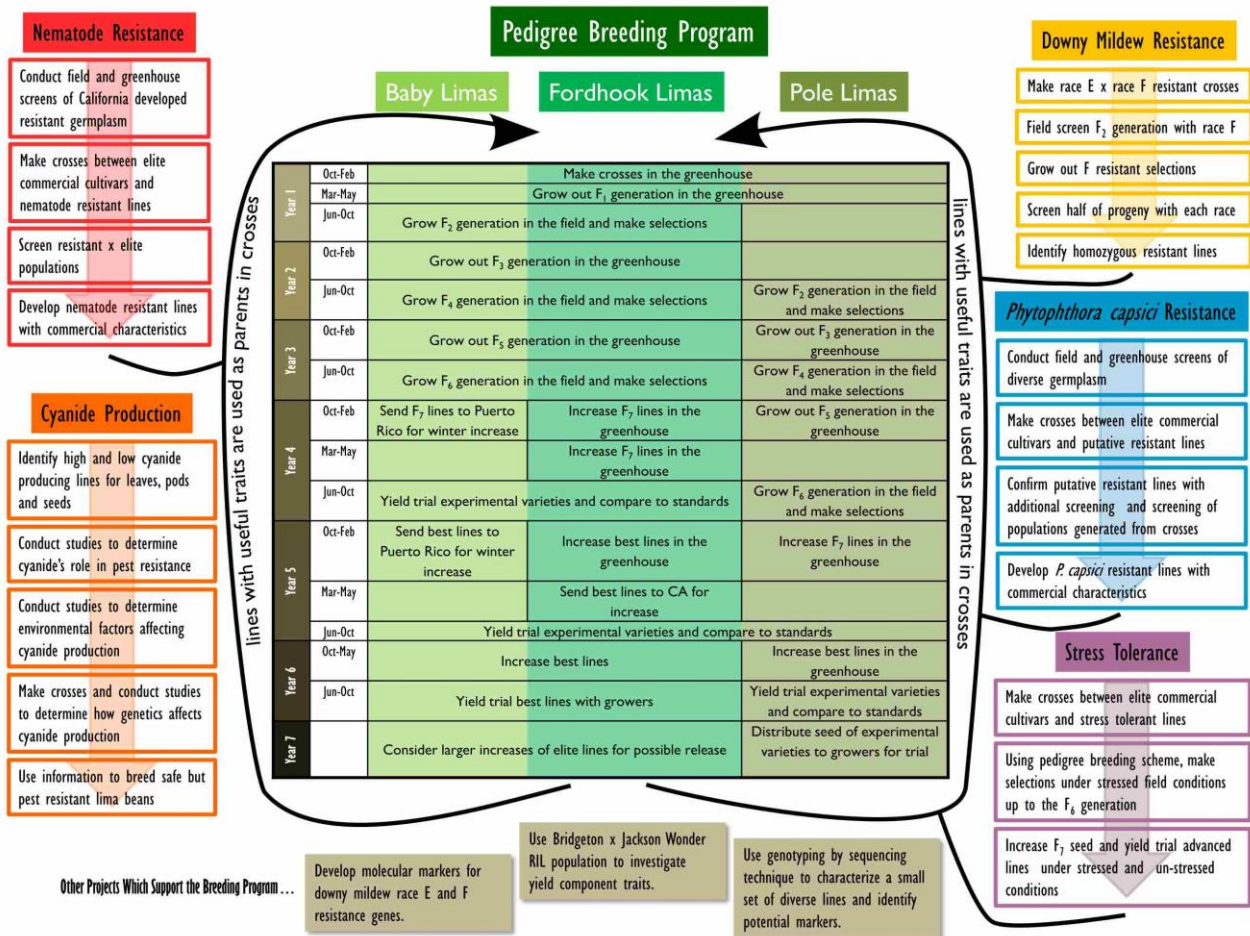 Pedigree Breeding Program
Nematode Resistance
Conduct field and greenhouse
screens of California developed
resistant germplasm
Make crosses between elite
commercial cultivars and
nematode resistant lines
Screen resistant x elite
populations
Develop nematode resistant lines
with commercial characteristics
Cyanide Production
Identify high and low cyanide
producing lines for leaves, pods
and seeds
Conduct studies to determine
cyanide's role in pest resistance
Conduct studies to determine
environmental factors affecting
cyanide production
Make crosses and conduct studies
to determine how genetics affects
cyanide production
Use information to breed safe but
pest resistant lima beans
lines with useful traits are used as parents in crosses
Baby Limas
Fordhook Limas
Pole Limas
Year 1
Oct-Feb
Make crosses in the greenhouse
Mar-May
Grow out F₁ generation in the greenhouse
Jun-Oct
Grow F₂ generation in the field and make selections
Year 2
Oct-Feb
Grow out F₃ generation in the greenhouse
Jun-Oct
Grow F₄ generation in the field and make selections
Grow F₂ generation in the field
and make selections
Year 3
Oct-Feb
Grow out F₅ generation in the greenhouse
Grow out F₃ generation in the
greenhouse
Jun-Oct
Grow F₆ generation in the field and make selections
Grow F₄ generation in the field
and make selections
Year 4
Oct-Feb
Send F₇ lines to Puerto
Rico for winter increase
Increase F₇ lines in the
greenhouse
Grow out F₅ generation in the
greenhouse
Mar-May
Increase F₇ lines in the
greenhouse
Jun-Oct
Yield trial experimental varieties and compare to standards
Grow F₆ generation in the field
and make selections
Year 5
Oct-Feb
Send best lines to
Puerto Rico for winter
increase
Increase best lines in the
greenhouse
Increase F₇ lines in the
greenhouse
Mar-May
Send best lines to CA for
increase
Jun-Oct
Yield trial experimental varieties and compare to standards
Year 6
Oct-May
Increase best lines
Increase best lines in the
greenhouse
Jun-Oct
Yield trial best lines with growers
Yield trial experimental varieties
and compare to standards
Year 7
Consider larger increases of elite lines for possible release
Distribute seed of experimental
varieties to growers for trial
lines with useful traits are used as parents in crosses
Downy Mildew Resistance
Make race E x race F resistant crosses
Field screen F₂ generation with race F
Grow out F resistant selections
Screen half of progeny with each race
Identify homozygous resistant lines
Phytophthora capsici Resistance
Conduct field and greenhouse screens of
diverse germplasm
Make crosses between elite commercial
cultivars and putative resistant lines
Confirm putative resistant lines with
additional screening and screening of
populations generated from crosses
Develop P. capsici resistant lines with
commercial characteristics
Stress Tolerance
Make crosses between elite commercial
cultivars and stress tolerant lines
Using pedigree breeding scheme, make
selections under stressed field conditions
up to the F₆ generation
Increase F₇ seed and yield trial advanced
lines under stressed and un-stressed
conditions
Other Projects Which Support the Breeding Program ...
Develop molecular markers for
downy mildew race E and F
resistance genes.
Use Bridgeton x Jackson Wonder
RIL population to investigate
yield component traits.
Use genotyping by sequencing
technique to characterize a small
set of diverse lines and identify
potential markers.